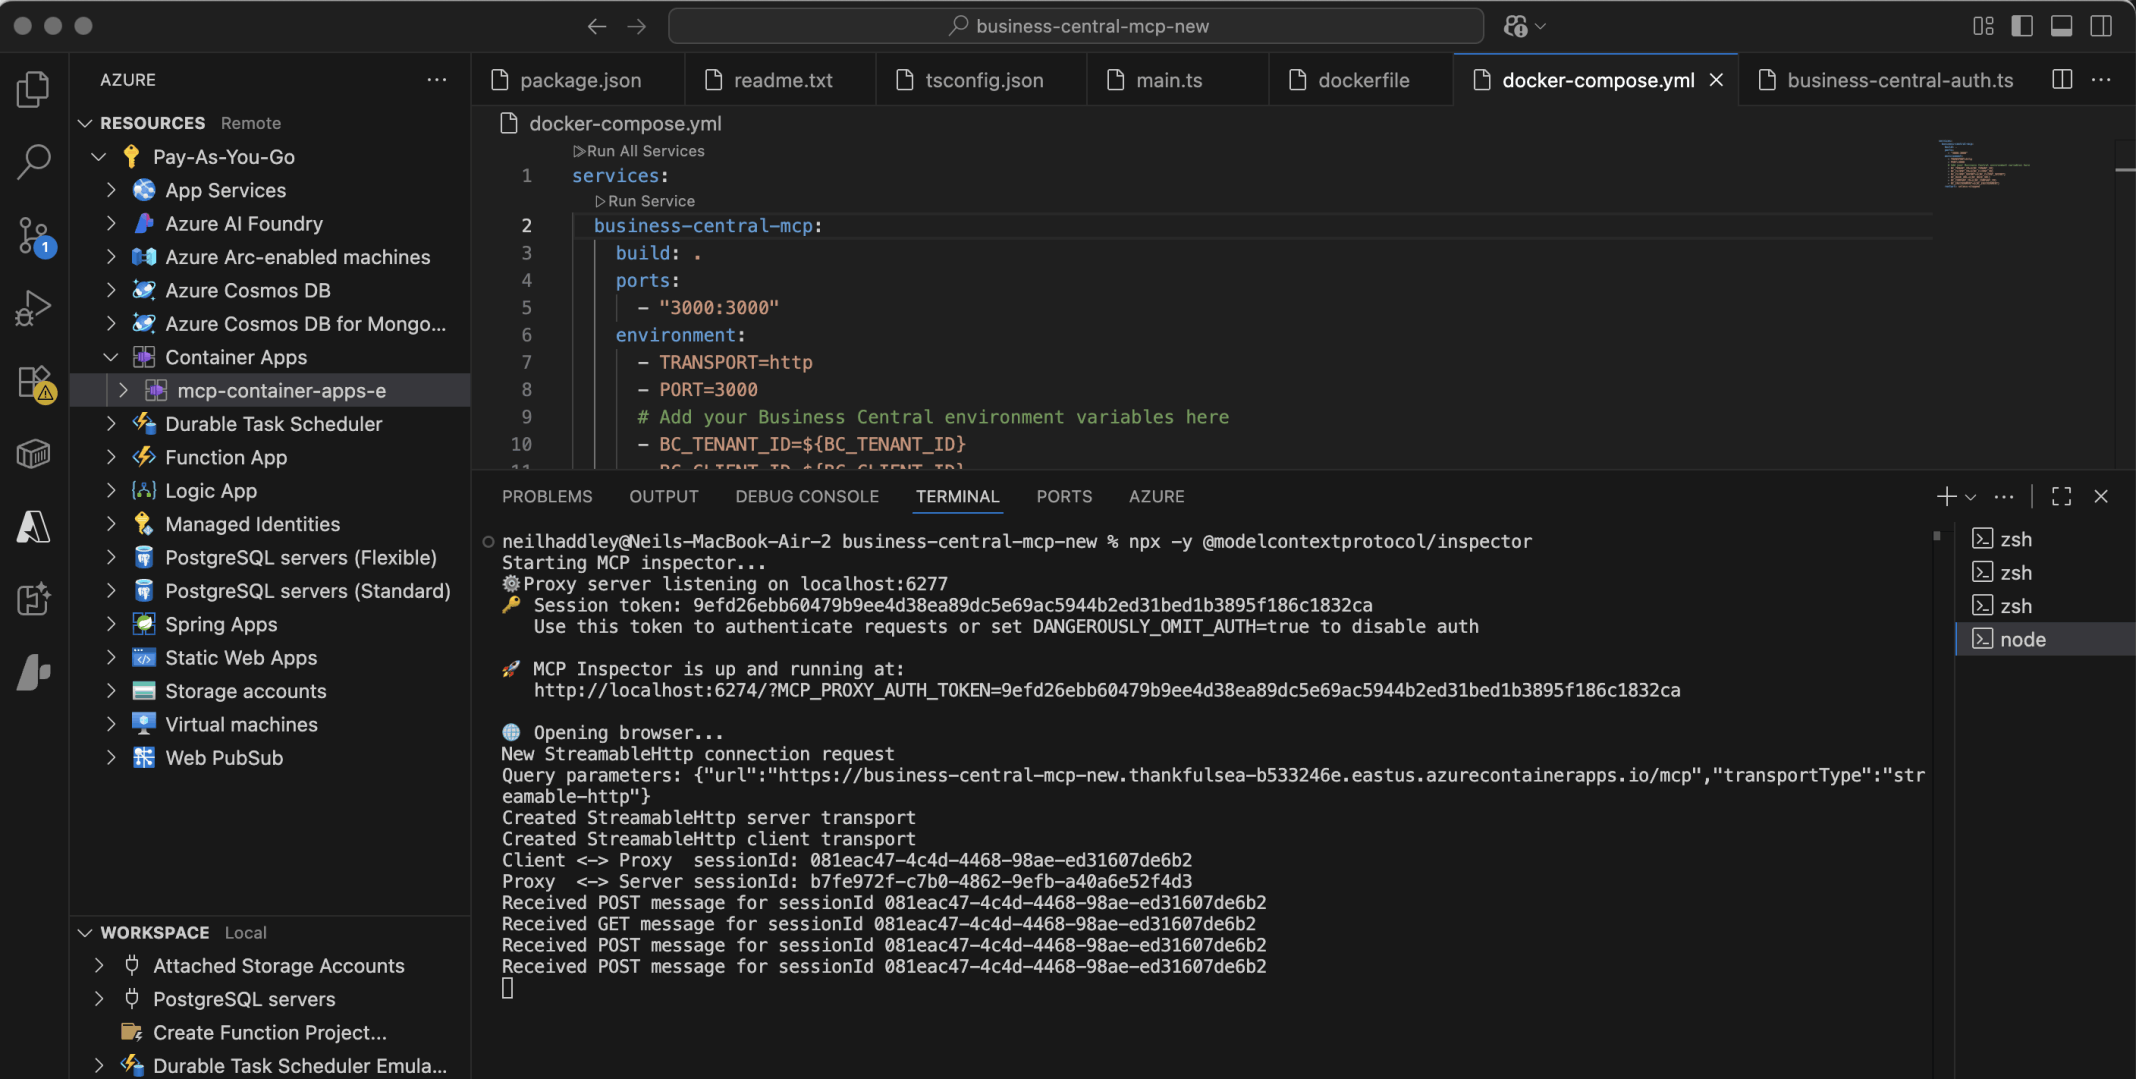 business-central-mcp-new
AZURE
RESOURCES Remote
Pay-As-You-Go
App Services
Azure AI Foundry
Azure Arc-enabled machines
Azure Cosmos DB
Azure Cosmos DB for Mongo...
Container Apps
mcp-container-apps-e
Durable Task Scheduler
Function App
Logic App
Managed Identities
PostgreSQL servers (Flexible)
PostgreSQL servers (Standard)
Spring Apps
Static Web Apps
Storage accounts
Virtual machines
Web PubSub
WORKSPACE Local
Attached Storage Accounts
PostgreSQL servers
Create Function Project...
Durable Task Scheduler Emula...
1
package.json
readme.txt
tsconfig.json
main.ts
dockerfile
docker-compose.yml
business-central-auth.ts
docker-compose.yml
Run All Services
1 services:
Run Service
2 business-central-mcp:
3 build: .
4 ports:
5 - "3000:3000"
6 environment:
7 - TRANSPORT=http
8 - PORT=3000
9 # Add your Business Central environment variables here
10 - BC_TENANT_ID=${BC_TENANT_ID}
11 - BC_CLIENT_ID=${BC_CLIENT_ID}
PROBLEMS OUTPUT DEBUG CONSOLE TERMINAL PORTS AZURE
neilhaddley@Neils-MacBook-Air-2 business-central-mcp-new % npx -y @modelcontextprotocol/inspector
Starting MCP inspector...
⚙️Proxy server listening on localhost:6277
🔑 Session token: 9efd26ebb60479b9ee4d38ea89dc5e69ac5944b2ed31bed1b3895f186c1832ca
Use this token to authenticate requests or set DANGEROUSLY_OMIT_AUTH=true to disable auth
🚀 MCP Inspector is up and running at:
http://localhost:6274/?MCP_PROXY_AUTH_TOKEN=9efd26ebb60479b9ee4d38ea89dc5e69ac5944b2ed31bed1b3895f186c1832ca
🌐 Opening browser...
New StreamableHttp connection request
Query parameters: {"url":"https://business-central-mcp-new.thankfulsea-b533246e.eastus.azurecontainerapps.io/mcp","transportType":"str
eamable-http"}
Created StreamableHttp server transport
Created StreamableHttp client transport
Client <-> Proxy sessionId: 081eac47-4c4d-4468-98ae-ed31607de6b2
Proxy <-> Server sessionId: b7fe972f-c7b0-4862-9efb-a40a6e52f4d3
Received POST message for sessionId 081eac47-4c4d-4468-98ae-ed31607de6b2
Received GET message for sessionId 081eac47-4c4d-4468-98ae-ed31607de6b2
Received POST message for sessionId 081eac47-4c4d-4468-98ae-ed31607de6b2
Received POST message for sessionId 081eac47-4c4d-4468-98ae-ed31607de6b2
zsh
zsh
zsh
node